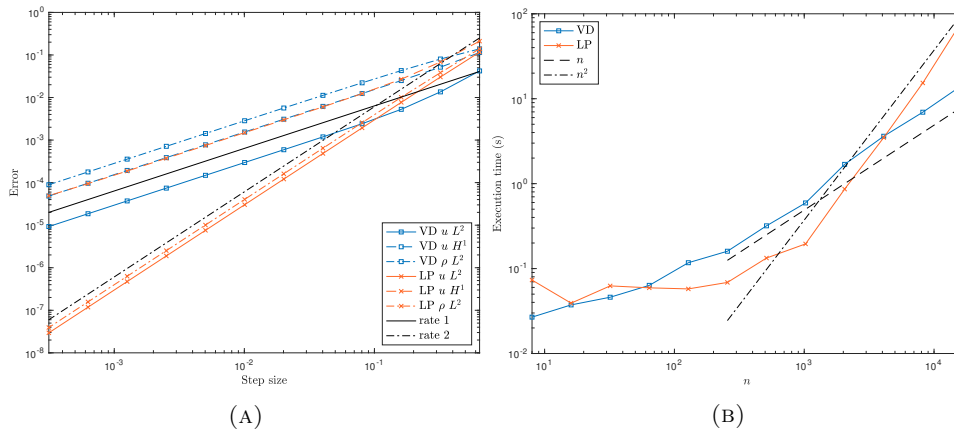 10^0
10^-1
10^-2
10^-3
10^-4
10^-5
10^-6
10^-7
10^-8
Error
10^-3
10^-2
10^-1
Step size
VD u L^2
VD u H^1
VD ρ L^2
LP u L^2
LP u H^1
LP ρ L^2
rate 1
rate 2
(A)
10^2
10^1
10^0
10^-1
10^-2
Execution time (s)
10^1
10^2
10^3
10^4
n
VD
LP
n
n^2
(B)